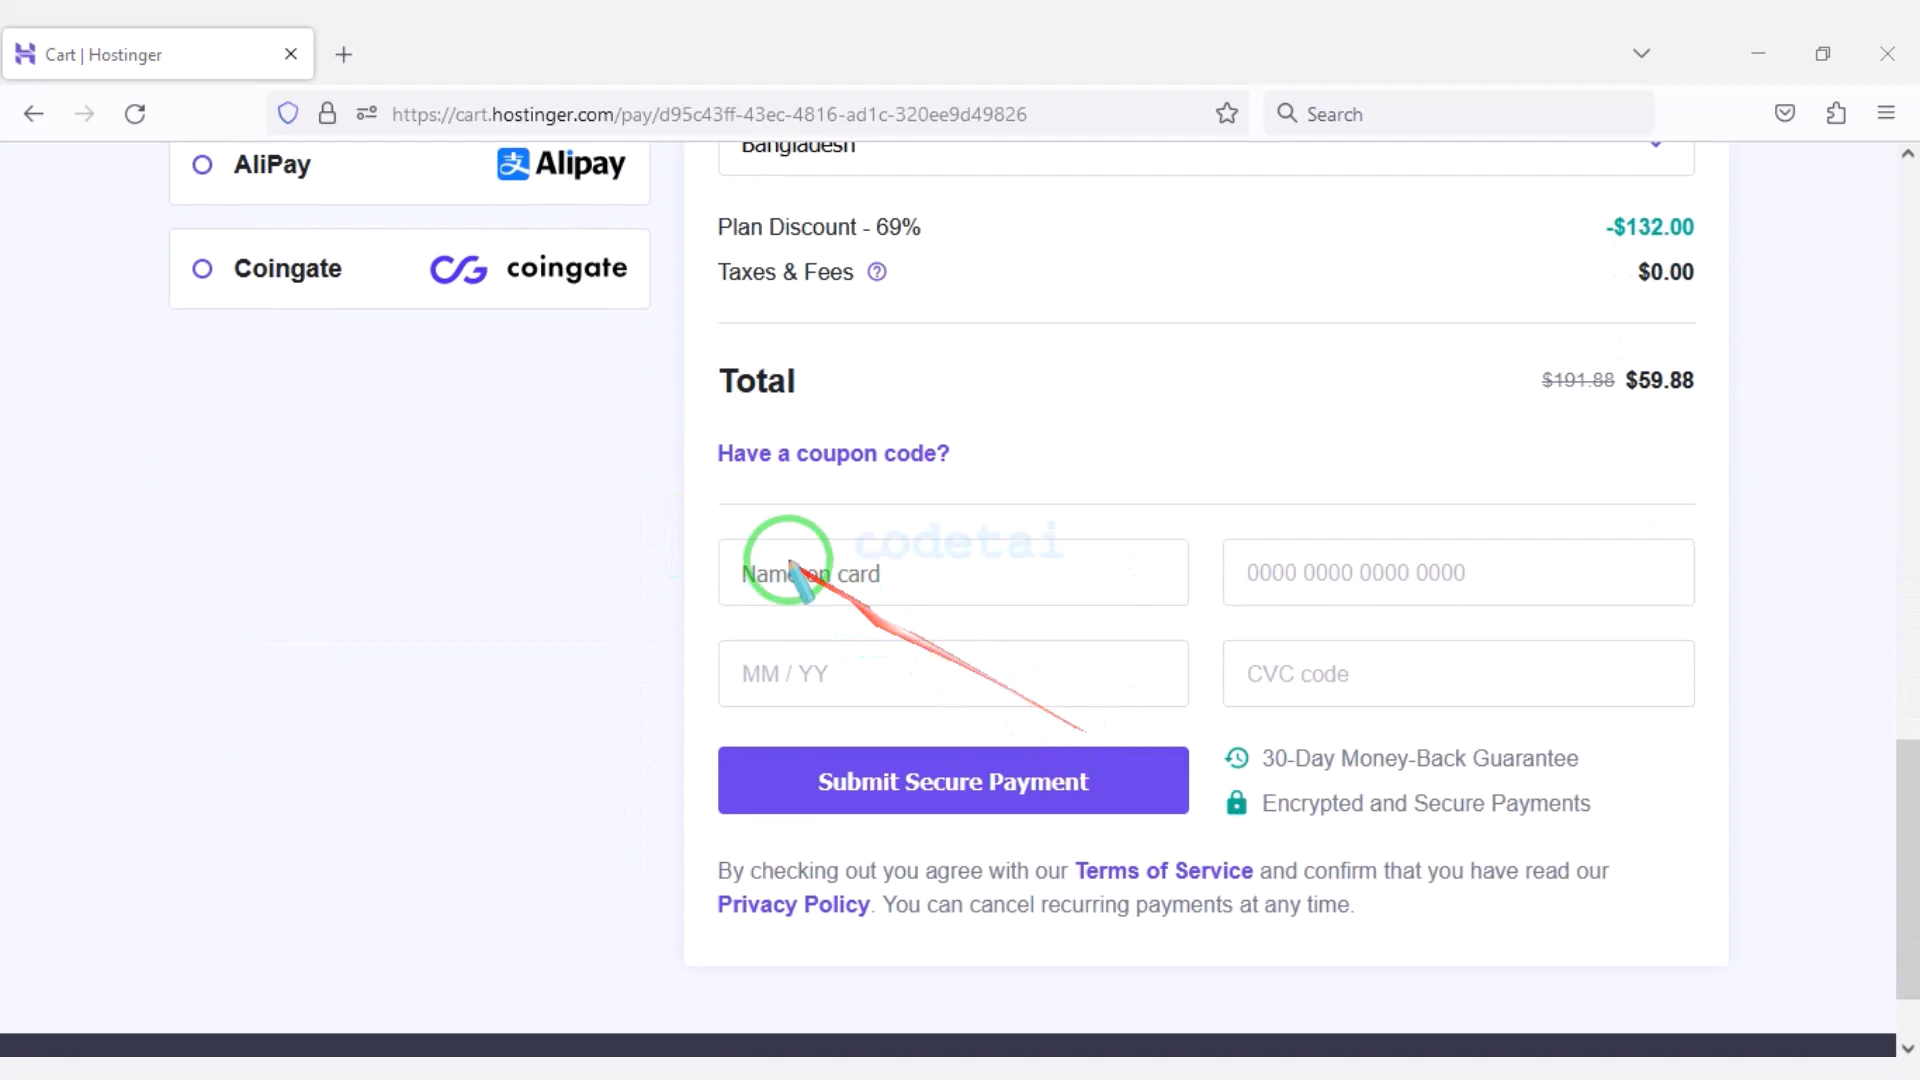 Cart | Hostinger
https://cart.hostinger.com/pay/d95c43ff-43ec-4816-ad1c-320ee9d49826
Search
AliPay
Alipay
Coingate
coingate
Bangladesh
Plan Discount - 69%
-$132.00
Taxes & Fees
$0.00
Total
$191.88 $59.88
Have a coupon code?
codetai
Name on card
0000 0000 0000 0000
MM / YY
CVC code
Submit Secure Payment
30-Day Money-Back Guarantee
Encrypted and Secure Payments
By checking out you agree with our Terms of Service and confirm that you have read our
Privacy Policy. You can cancel recurring payments at any time.